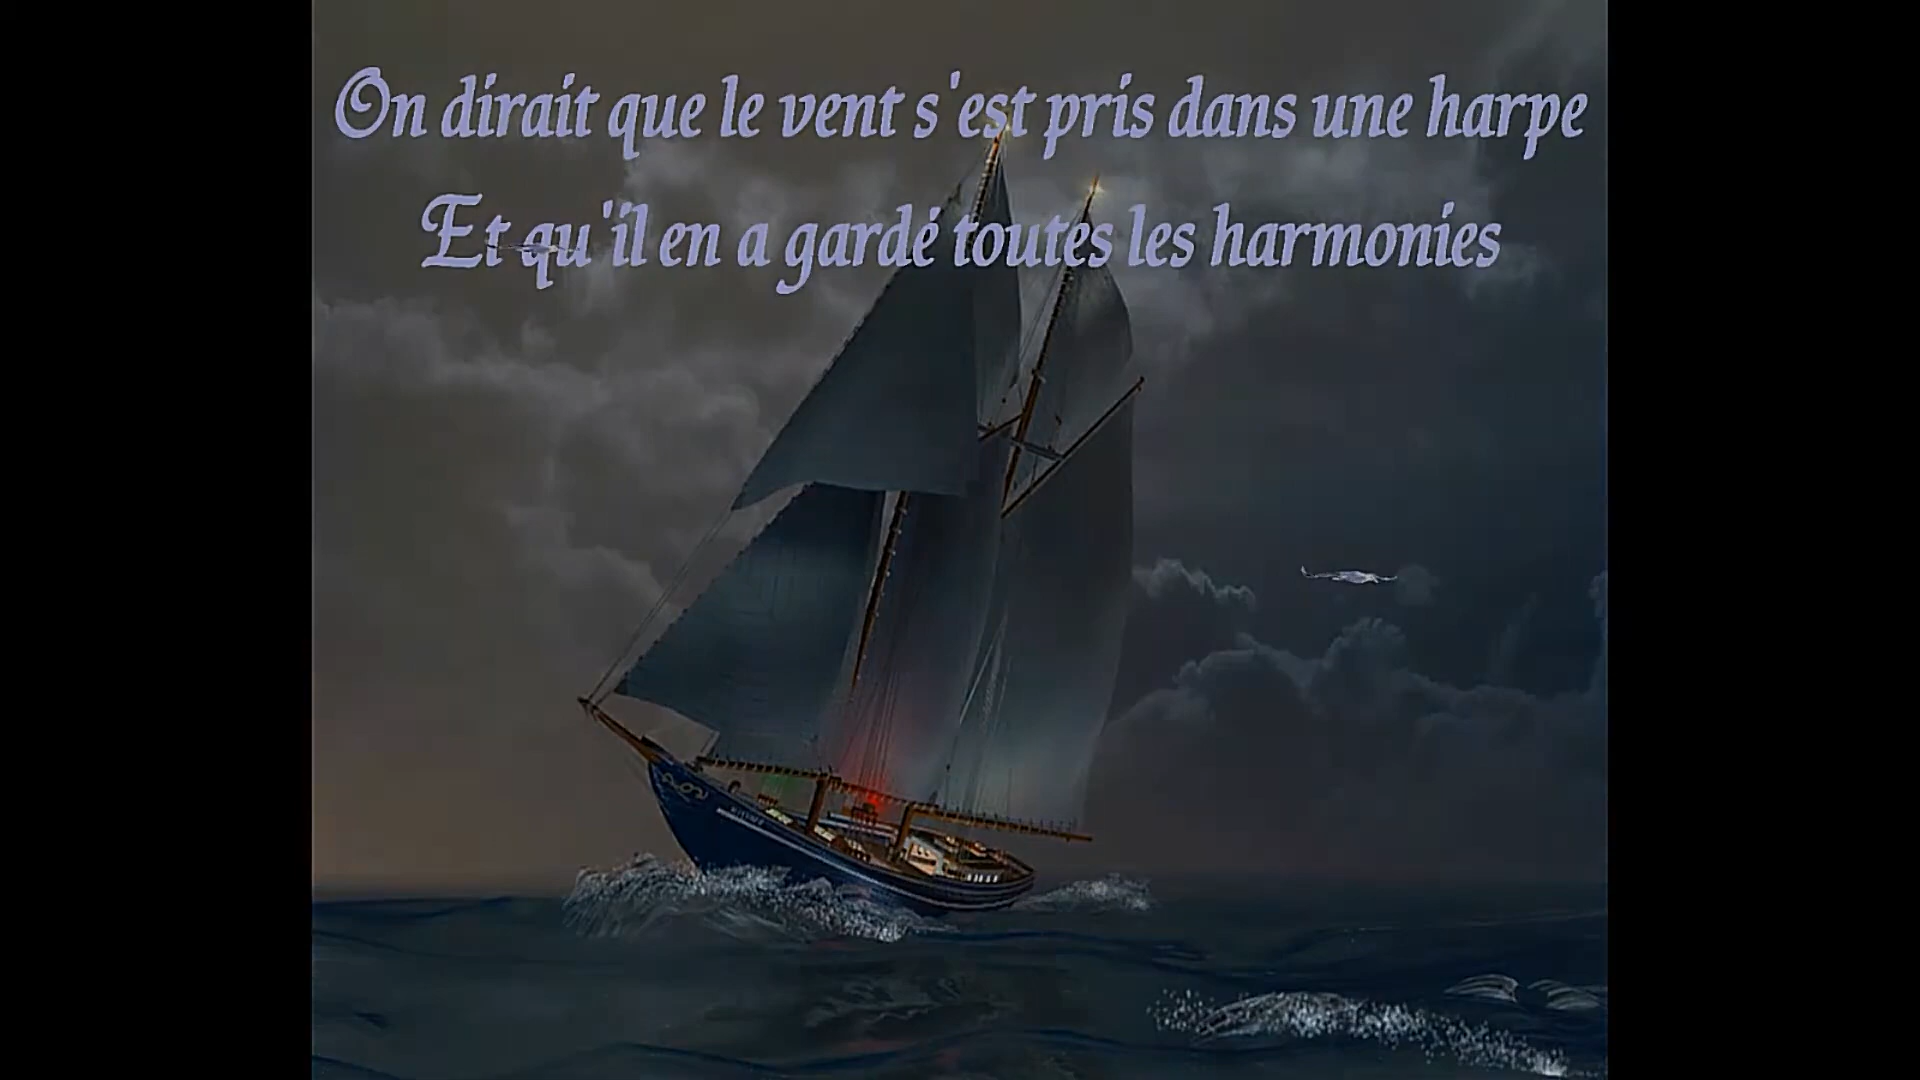 On dirait que le vent s'est pris dans une harpe
Et qu'il en a gardé toutes les harmonies